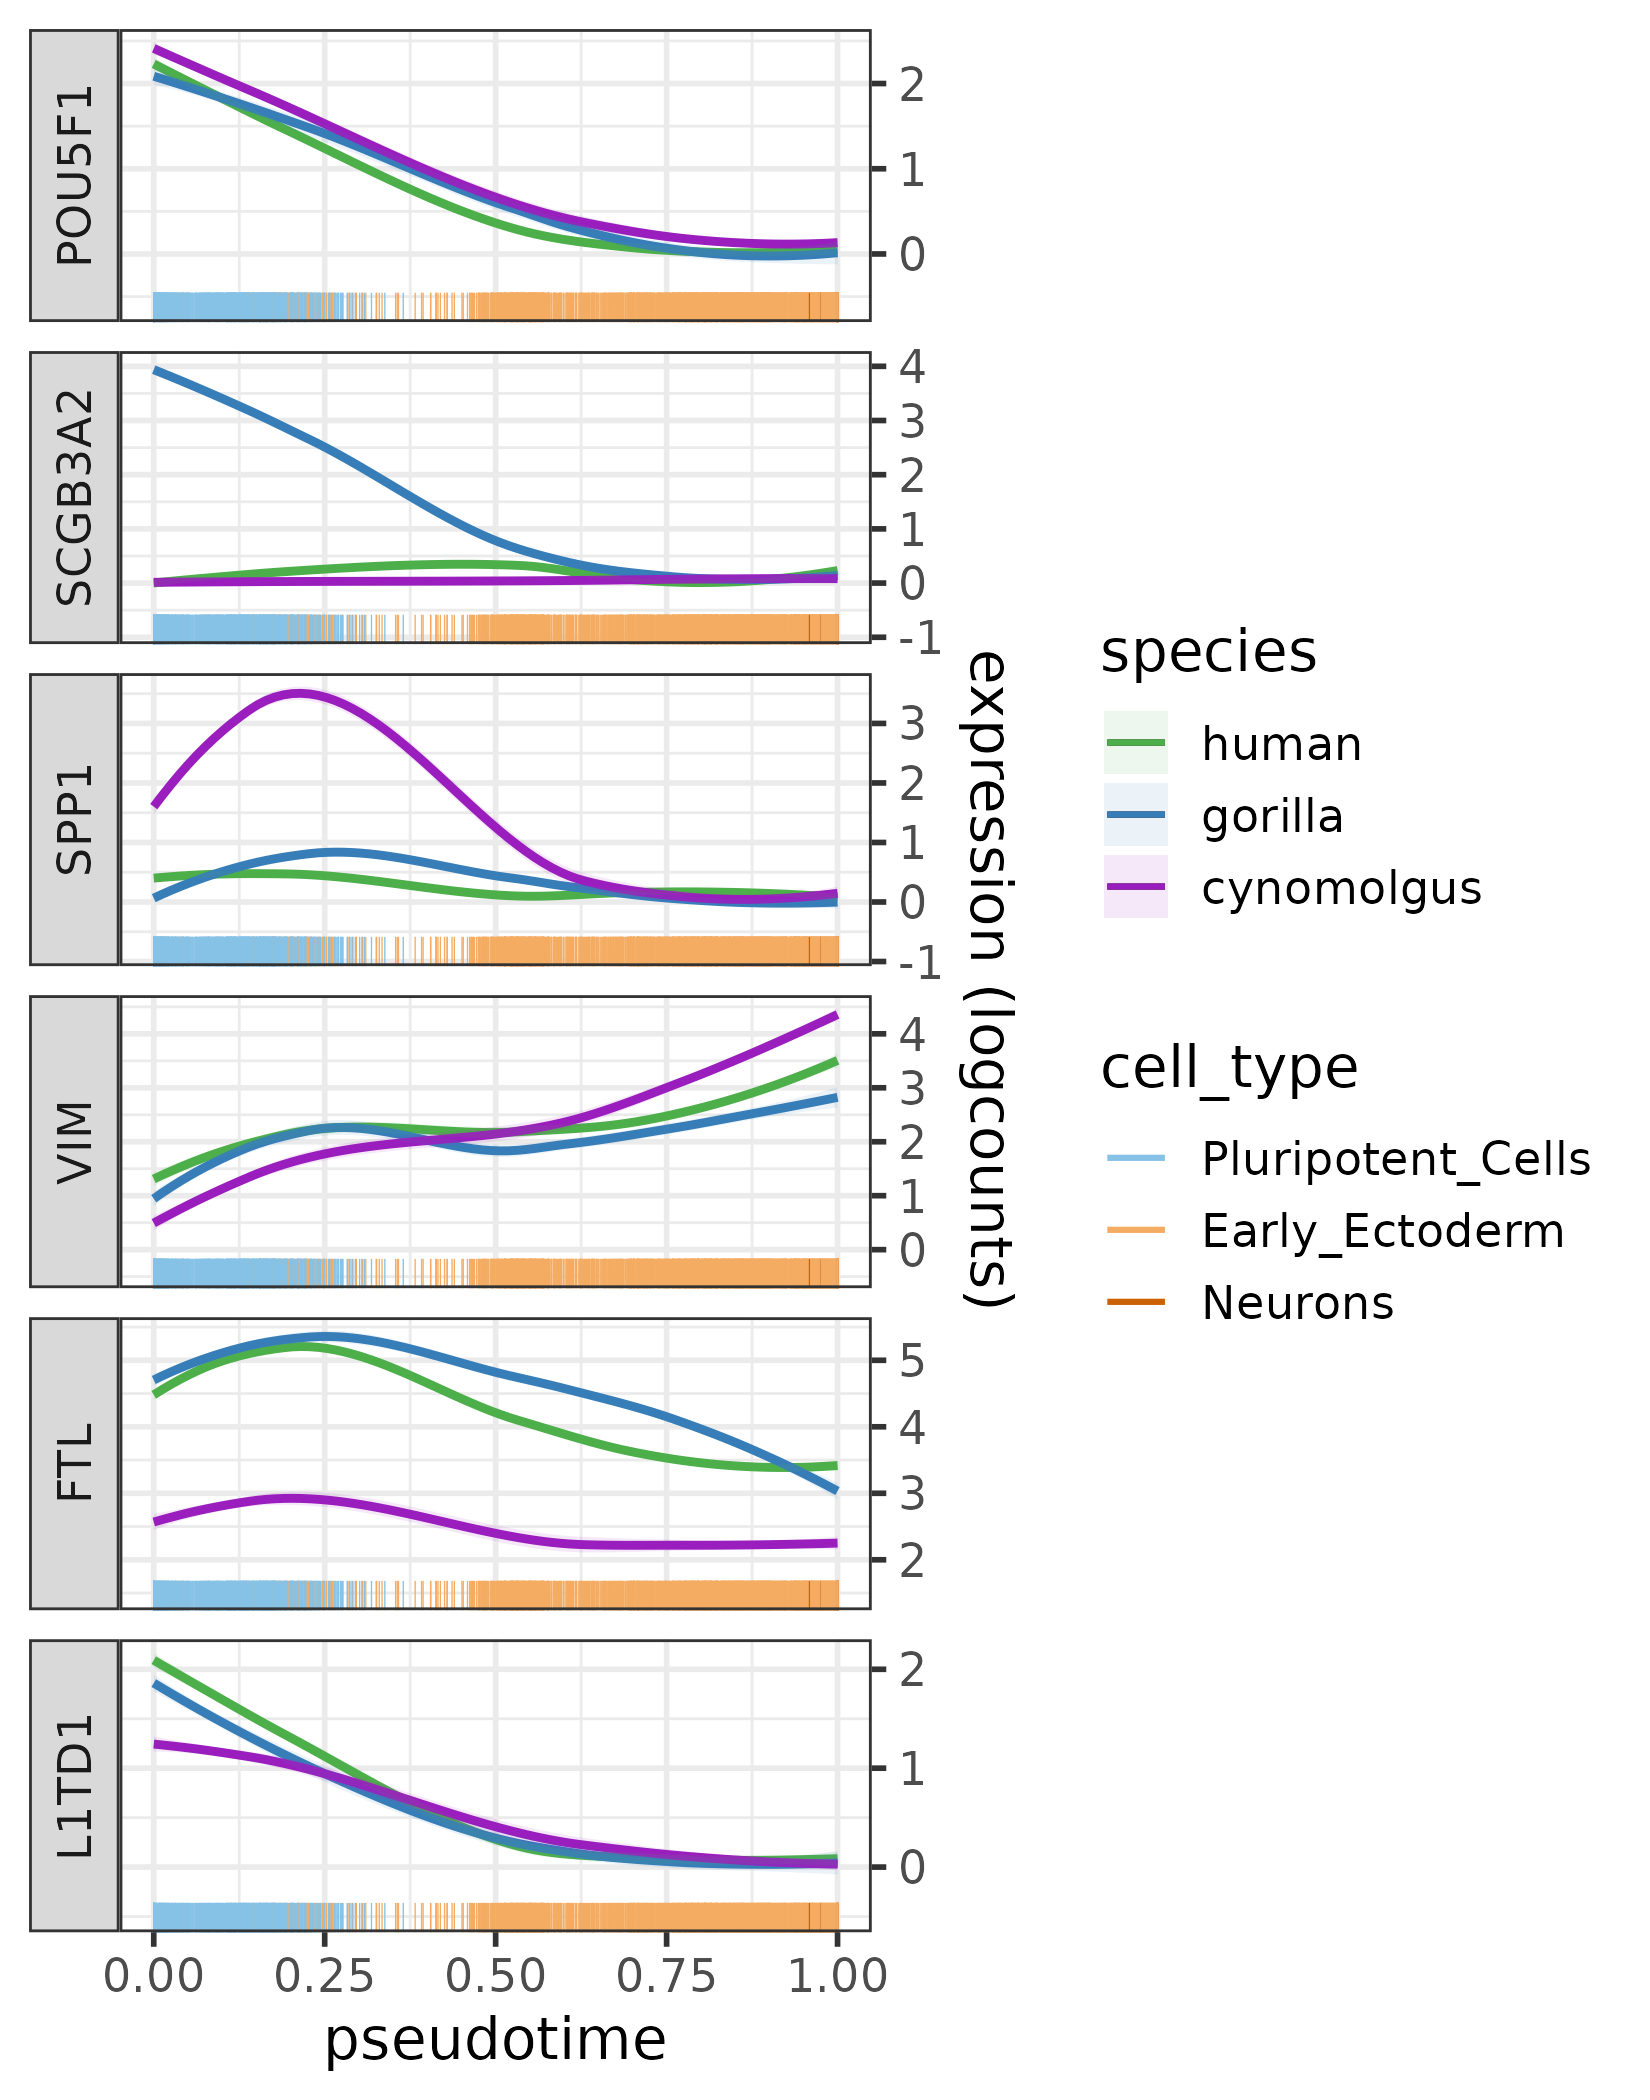 POU5F1
2
1
0
SCGB3A2
4
3
2
1
0
-1
SPP1
3
2
1
0
-1
VIM
4
3
2
1
0
FTL
5
4
3
2
L1TD1
2
1
0
0.00 0.25 0.50 0.75 1.00
pseudotime
expression (logcounts)
species
human
gorilla
cynomolgus
cell_type
Pluripotent_Cells
Early_Ectoderm
Neurons